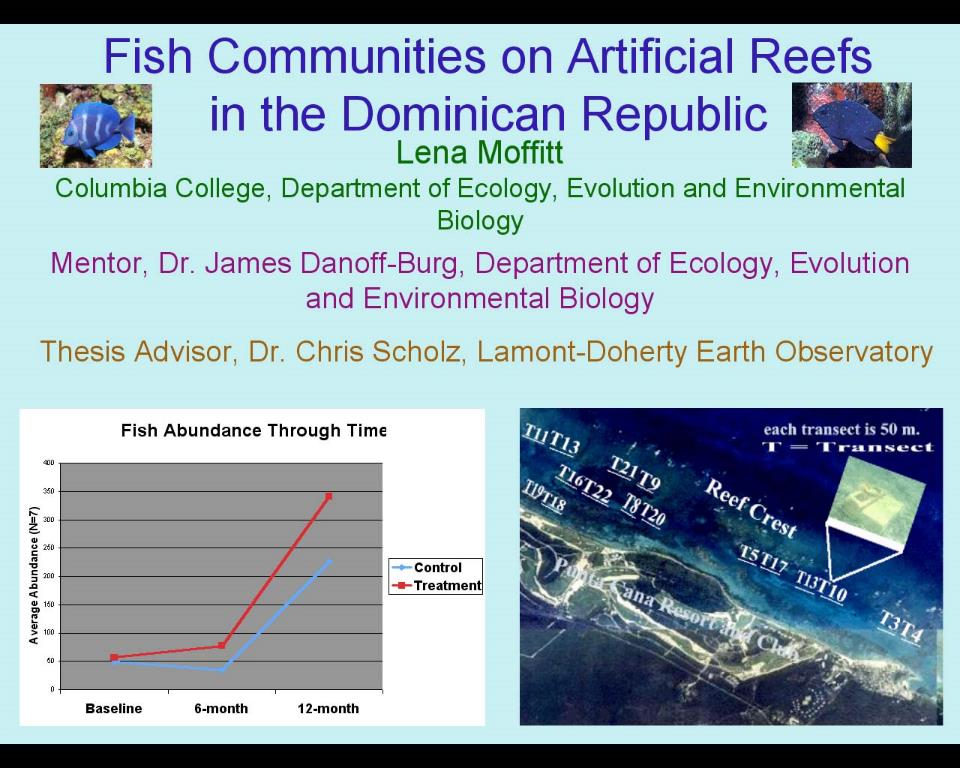 Fish Communities on Artificial Reefs
in the Dominican Republic
Lena Moffitt
Columbia College, Department of Ecology, Evolution and Environmental
Biology
Mentor, Dr. James Danoff-Burg, Department of Ecology, Evolution
and Environmental Biology
Thesis Advisor, Dr. Chris Scholz, Lamont-Doherty Earth Observatory
Fish Abundance Through Time
Average Abundance (N=7)
400
350
300
250
200
150
100
50
0
Baseline 6-month 12-month
Control
Treatment
each transect is 50 m.
T = Transect
T11T13
T21T9
T16T22
T19T18
T8T20
Reef Crest
T5T17
T13T10
T3T4
Punta Cana Resort and Club